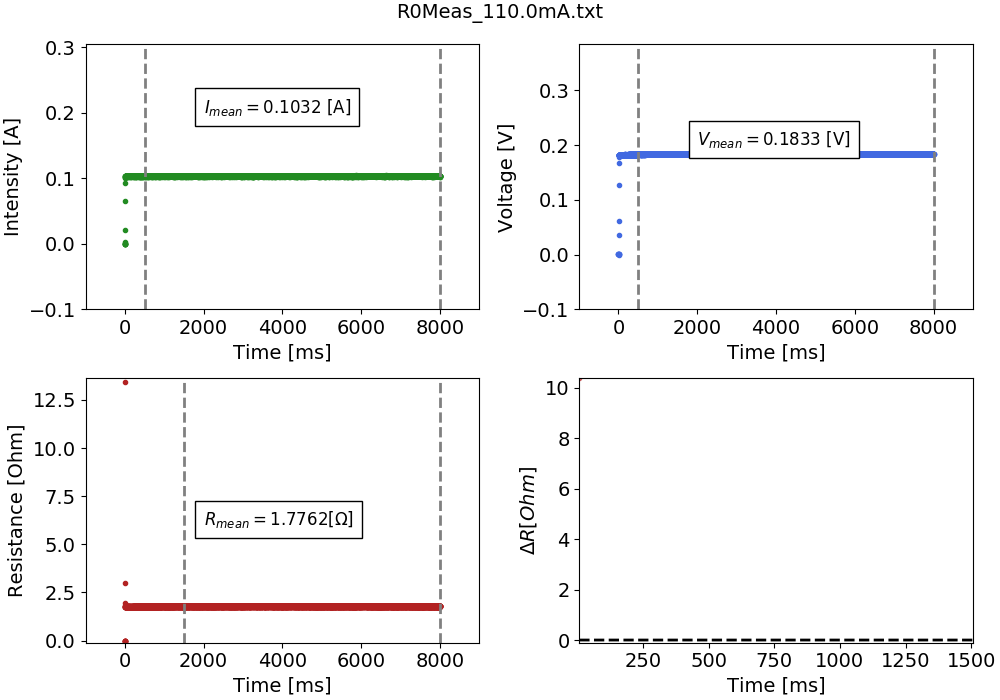 R0Meas_110.0mA.txt
0.3
0.2
0.1
0.0
−0.1
Intensity [A]
I_mean = 0.1032 [A]
0 2000 4000 6000 8000
Time [ms]
0.3
0.2
0.1
0.0
−0.1
Voltage [V]
V_mean = 0.1833 [V]
0 2000 4000 6000 8000
Time [ms]
12.5
10.0
7.5
5.0
2.5
0.0
Resistance [Ohm]
R_mean = 1.7762[Ω]
0 2000 4000 6000 8000
Time [ms]
10
8
6
4
2
0
ΔR[Ohm]
250 500 750 1000 1250 1500
Time [ms]